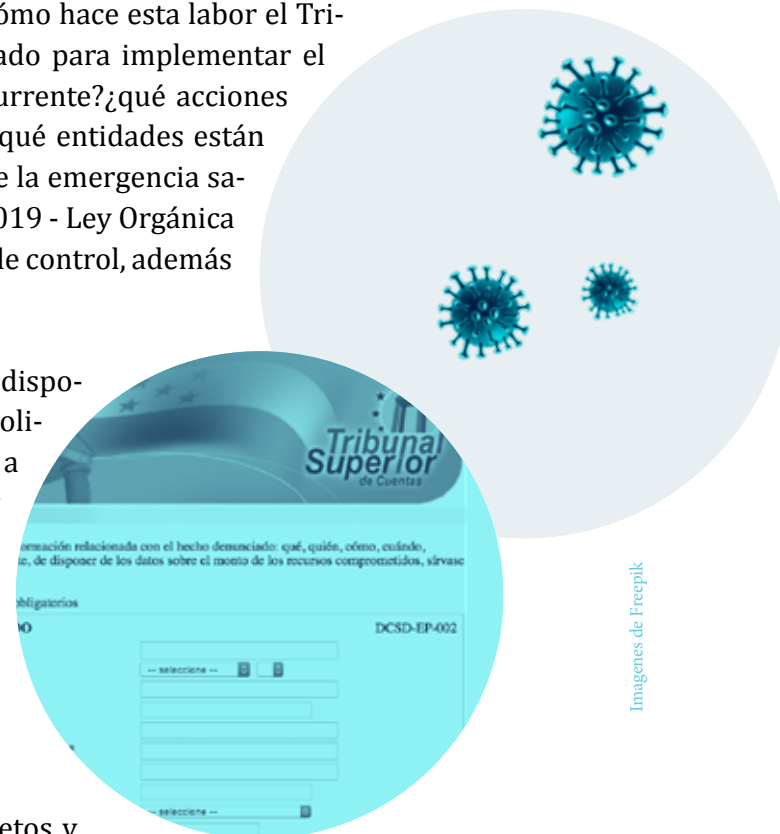 ómo hace esta labor el Tri-
ado para implementar el
urrente?¿qué acciones
qué entidades están
e la emergencia sa-
019 - Ley Orgánica
de control, además
dispo-
oli-
a
Tribunal
Superior
de Cuentas
ormación relacionada con el hecho denunciado: qué, quién, cómo, cuándo,
te, de disponer de los datos sobre el monto de los recursos comprometidos, sírvase
obligatorios
DO
DCSD-EP-002
-- seleccione --
-- seleccione --
Imagenes de Freepik
etos y